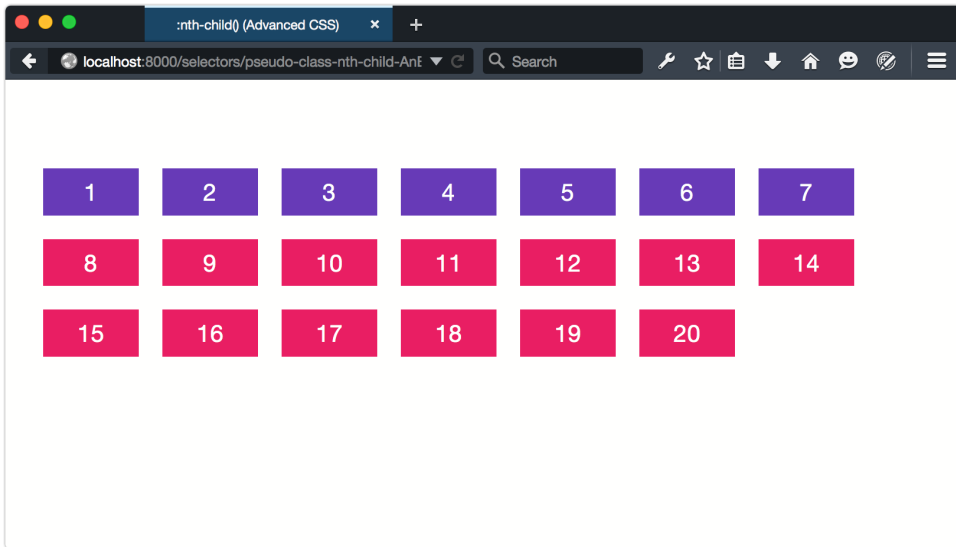 :nth-child() (Advanced CSS)
localhost:8000/selectors/pseudo-class-nth-child-AnE
Search
1 2 3 4 5 6 7
8 9 10 11 12 13 14
15 16 17 18 19 20